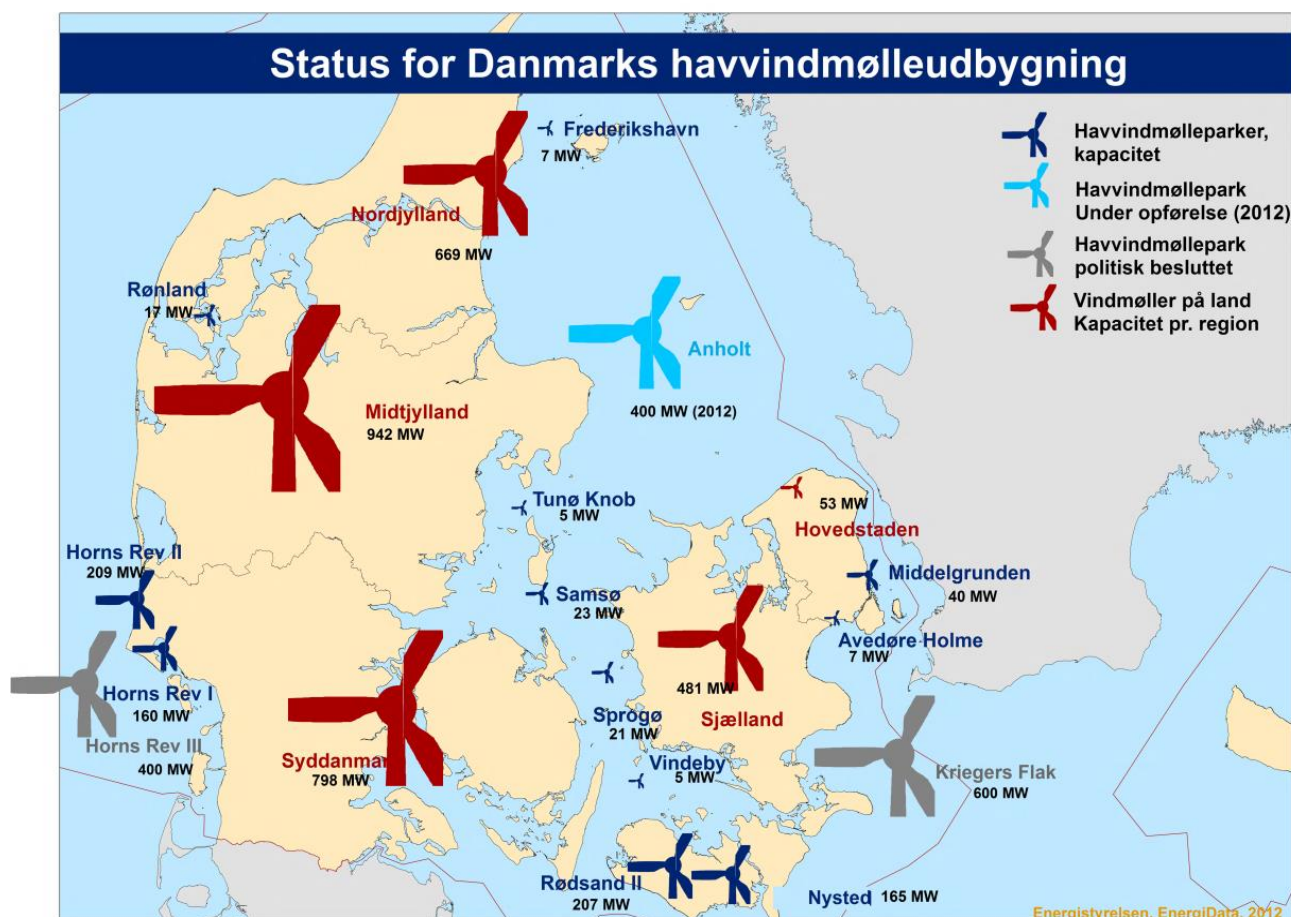 Status for Danmarks havvindmølleudbygning
Frederikshavn
7 MW
Havvindmølleparker,
kapacitet
Havvindmøllepark
Under opførelse (2012)
Havvindmøllepark
politisk besluttet
Vindmøller på land
Kapacitet pr. region
Nordjylland
669 MW
Rønland
17 MW
Anholt
400 MW (2012)
Midtjylland
942 MW
Tunø Knob
5 MW
53 MW
Hovedstaden
Horns Rev II
209 MW
Middelgrunden
40 MW
Samsø
23 MW
Avedøre Holme
7 MW
Horns Rev I
160 MW
Horns Rev III
400 MW
481 MW
Sjælland
Sprogø
21 MW
Syddanmar
798 MW
Vindeby
5 MW
Kriegers Flak
600 MW
Rødsand II
207 MW
Nysted
165 MW
Energistyrelsen, EnergiData, 2012